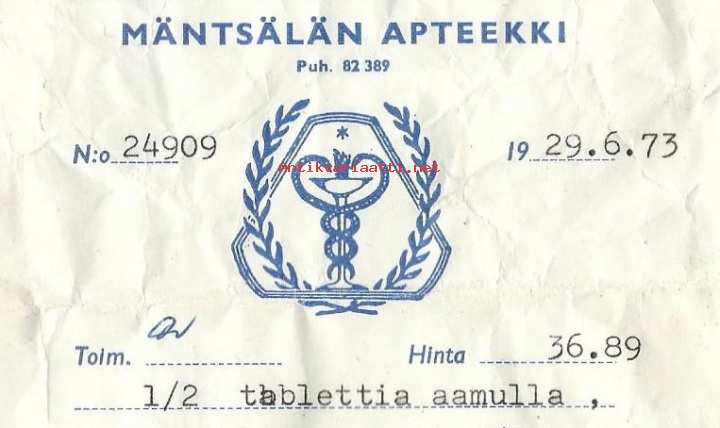 MÄNTSÄLÄN APTEEKKI
Puh. 82 389
N:o 24909 19 29.6.73
antikvariaatti.net
Toim. Hinta 36.89
1/2 tablettia aamulla ,